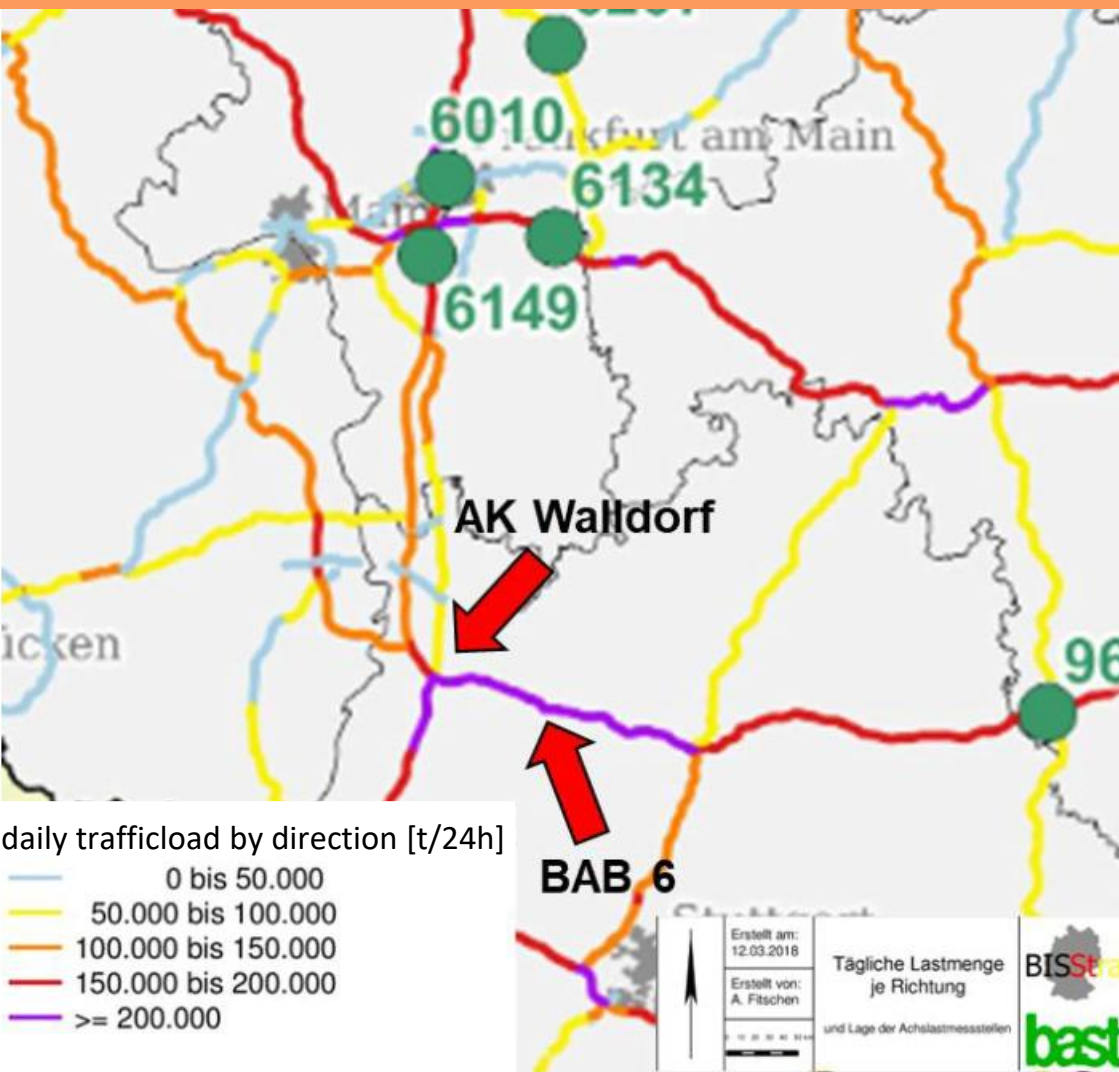 6010
am Main
6134
6149
AK Walldorf
icken
96
BAB 6
daily trafficload by direction [t/24h]
0 bis 50.000
50.000 bis 100.000
100.000 bis 150.000
150.000 bis 200.000
>= 200.000
Erstellt am:
12.03.2018
Erstellt von:
A. Fitschen
Tägliche Lastmenge
je Richtung
und Lage der Achslastmessstellen
BISStra
bast